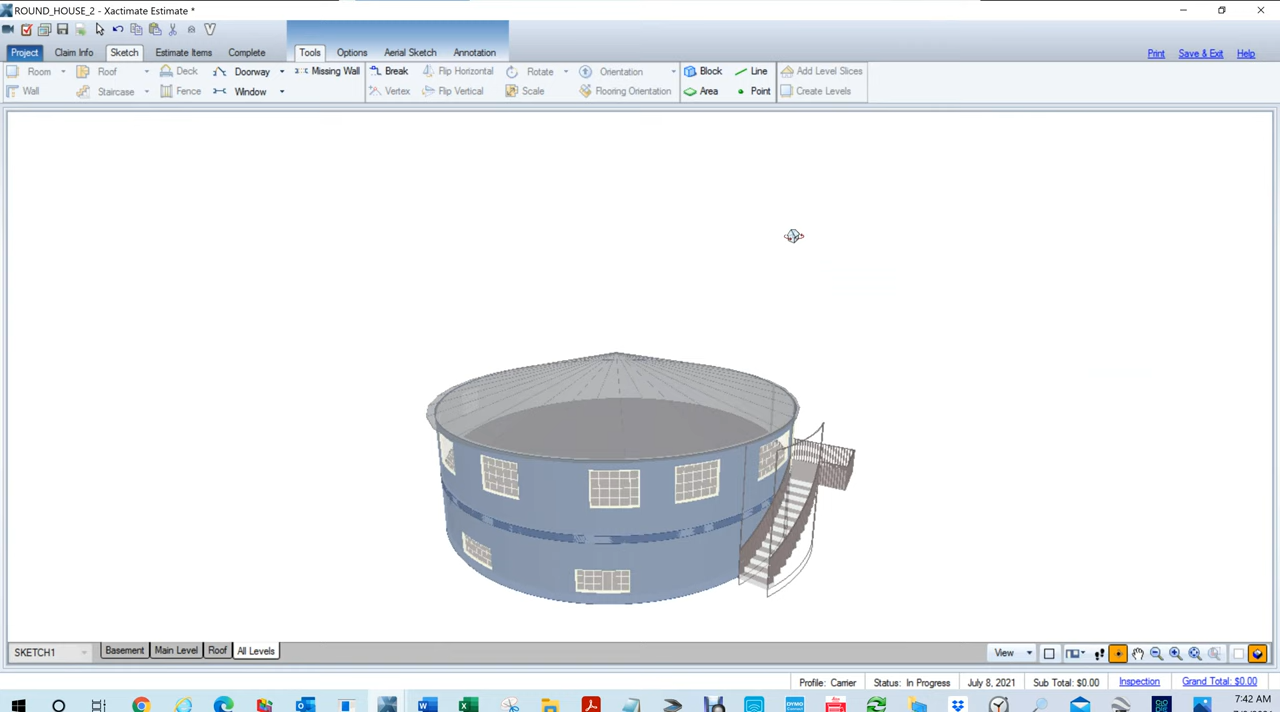 ROUND_HOUSE_2 - Xactimate Estimate *
Project Claim Info Sketch Estimate Items Complete Tools Options Aerial Sketch Annotation Print Save & Exit Help
Room Roof Deck Doorway Missing Wall Break Flip Horizontal Rotate Orientation Block Line Add Level Slices
Wall Staircase Fence Window Vertex Flip Vertical Scale Flooring Orientation Area Point Create Levels
SKETCH1 Basement Main Level Roof All Levels View
Profile: Carrier Status: In Progress July 8, 2021 Sub Total: $0.00 Inspection Grand Total: $0.00
7:42 AM